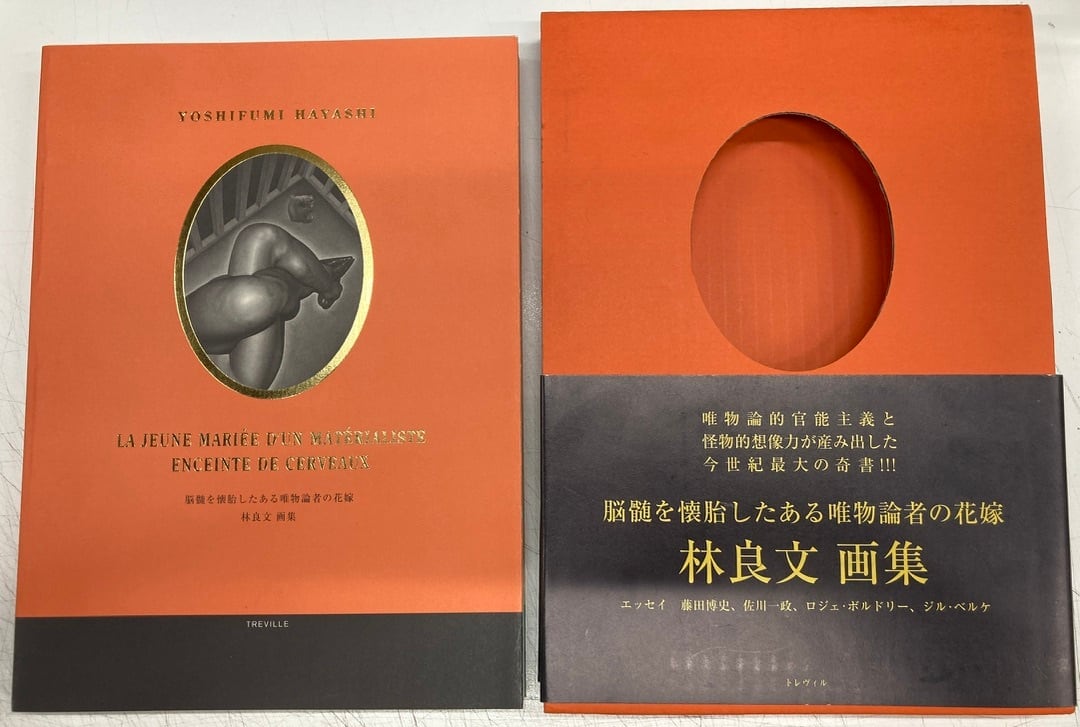 YOSHIFUMI HAYASHI
LA JEUNE MARIÉE D'UN MATÉRIALISTE
ENCEINTE DE CERVEAUX
脳髄を懐胎したある唯物論者の花嫁
林良文 画集
TREVILLE
唯物論的官能主義と
怪物的想像力が産み出した
今世紀最大の奇書!!!
脳髄を懐胎したある唯物論者の花嫁
林良文 画集
エッセイ 藤田博史、佐川一政、ロジェ・ボルドリー、ジル・ベルケ
トレヴィル